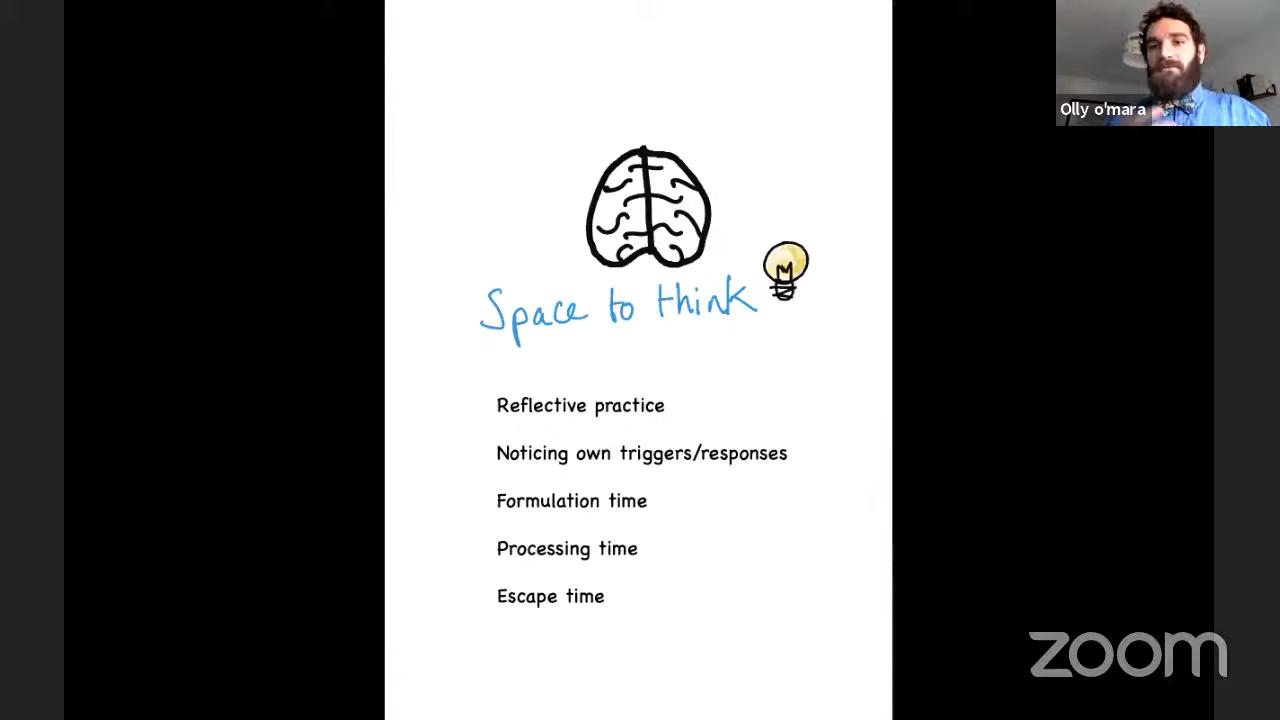 Olly o'mara
Space to think
Reflective practice
Noticing own triggers/responses
Formulation time
Processing time
Escape time
zoom